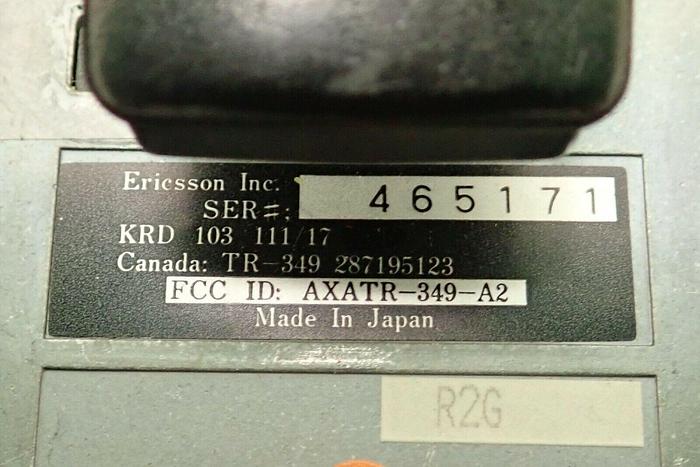 Ericsson Inc.
SER#: 465171
KRD 103 111/17
Canada: TR-349 287195123
FCC ID: AXATR-349-A2
Made In Japan
R2G